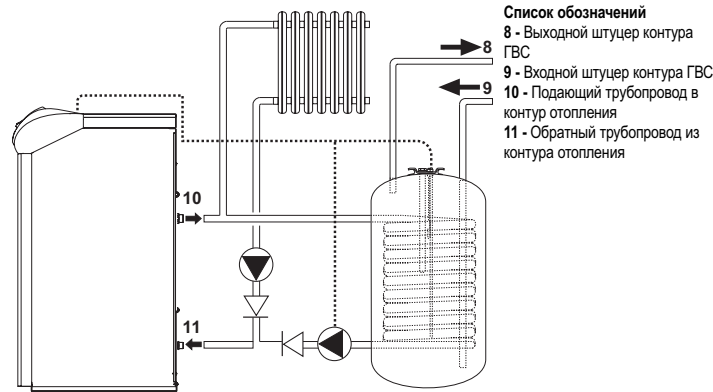 Список обозначений
8 - Выходной штуцер контура
ГВС
9 - Входной штуцер контура ГВС
10 - Подающий трубопровод в
контур отопления
11 - Обратный трубопровод из
контура отопления
8
9
10
11